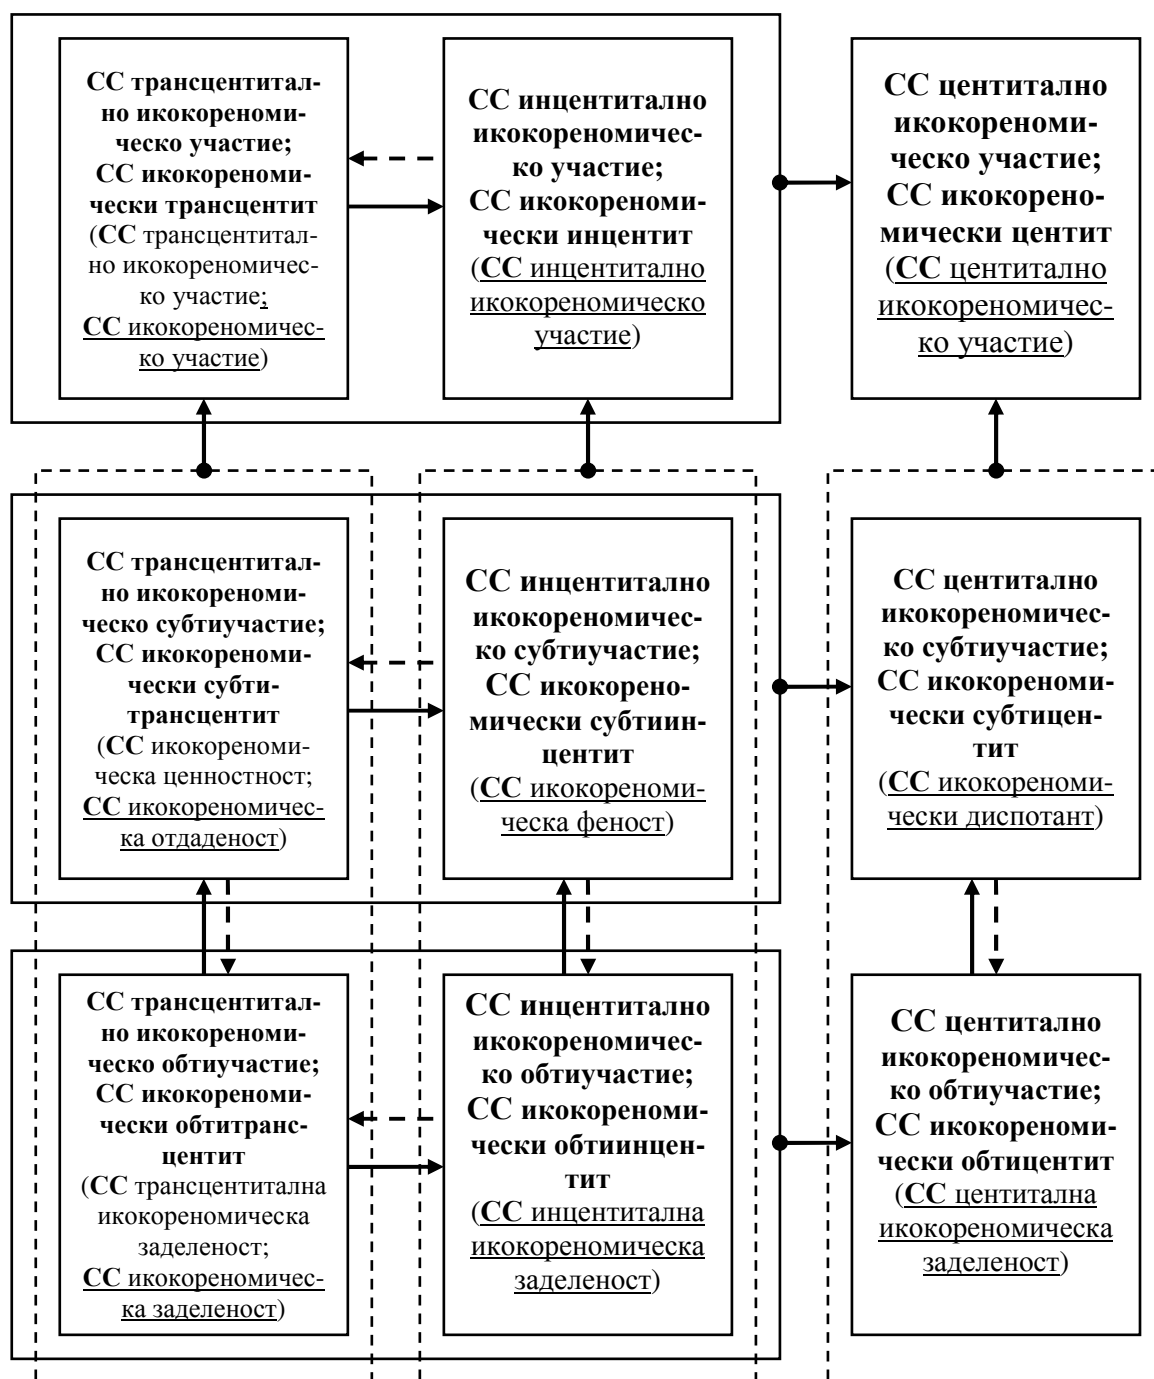 СС трансцентитал-
но икокореноми-
ческо участие;
СС икокореноми-
чески трансцентит
(СС трансцентитал-
но икокореномичес-
ко участие;
СС икокореномичес-
ко участие)
СС инцентитално
икокореномичес-
ко участие;
СС икокореноми-
чески инцентит
(СС инцентитално
икокореномическо
участие)
СС центитално
икокореноми-
ческо участие;
СС икокорено-
мически центит
(СС центитално
икокореномичес-
ко участие)
СС трансцентитал-
но икокореноми-
ческо субтиучастие;
СС икокореноми-
чески субти-
трансцентит
(СС икокореноми-
ческа ценностност;
СС икокореномичес-
ка отдаденост)
СС инцентитално
икокореномичес-
ко субтиучастие;
СС икокорено-
мически субтиин-
центит
(СС икокореноми-
ческа феност)
СС центитално
икокореномичес-
ко субтиучастие;
СС икокореноми-
чески субтицен-
тит
(СС икокореноми-
чески диспотант)
СС трансцентитал-
но икокореноми-
ческо обтиучастие;
СС икокореноми-
чески обтитранс-
центит
(СС трансцентитална
икокореномическа
заделеност;
СС икокореномичес-
ка заделеност)
СС инцентитално
икокореномичес-
ко обтиучастие;
СС икокореноми-
чески обтиинцен-
тит
(СС инцентитална
икокореномическа
заделеност)
СС центитално
икокореномичес-
ко обтиучастие;
СС икокореноми-
чески обтицентит
(СС центитална
икокореномическа
заделеност)